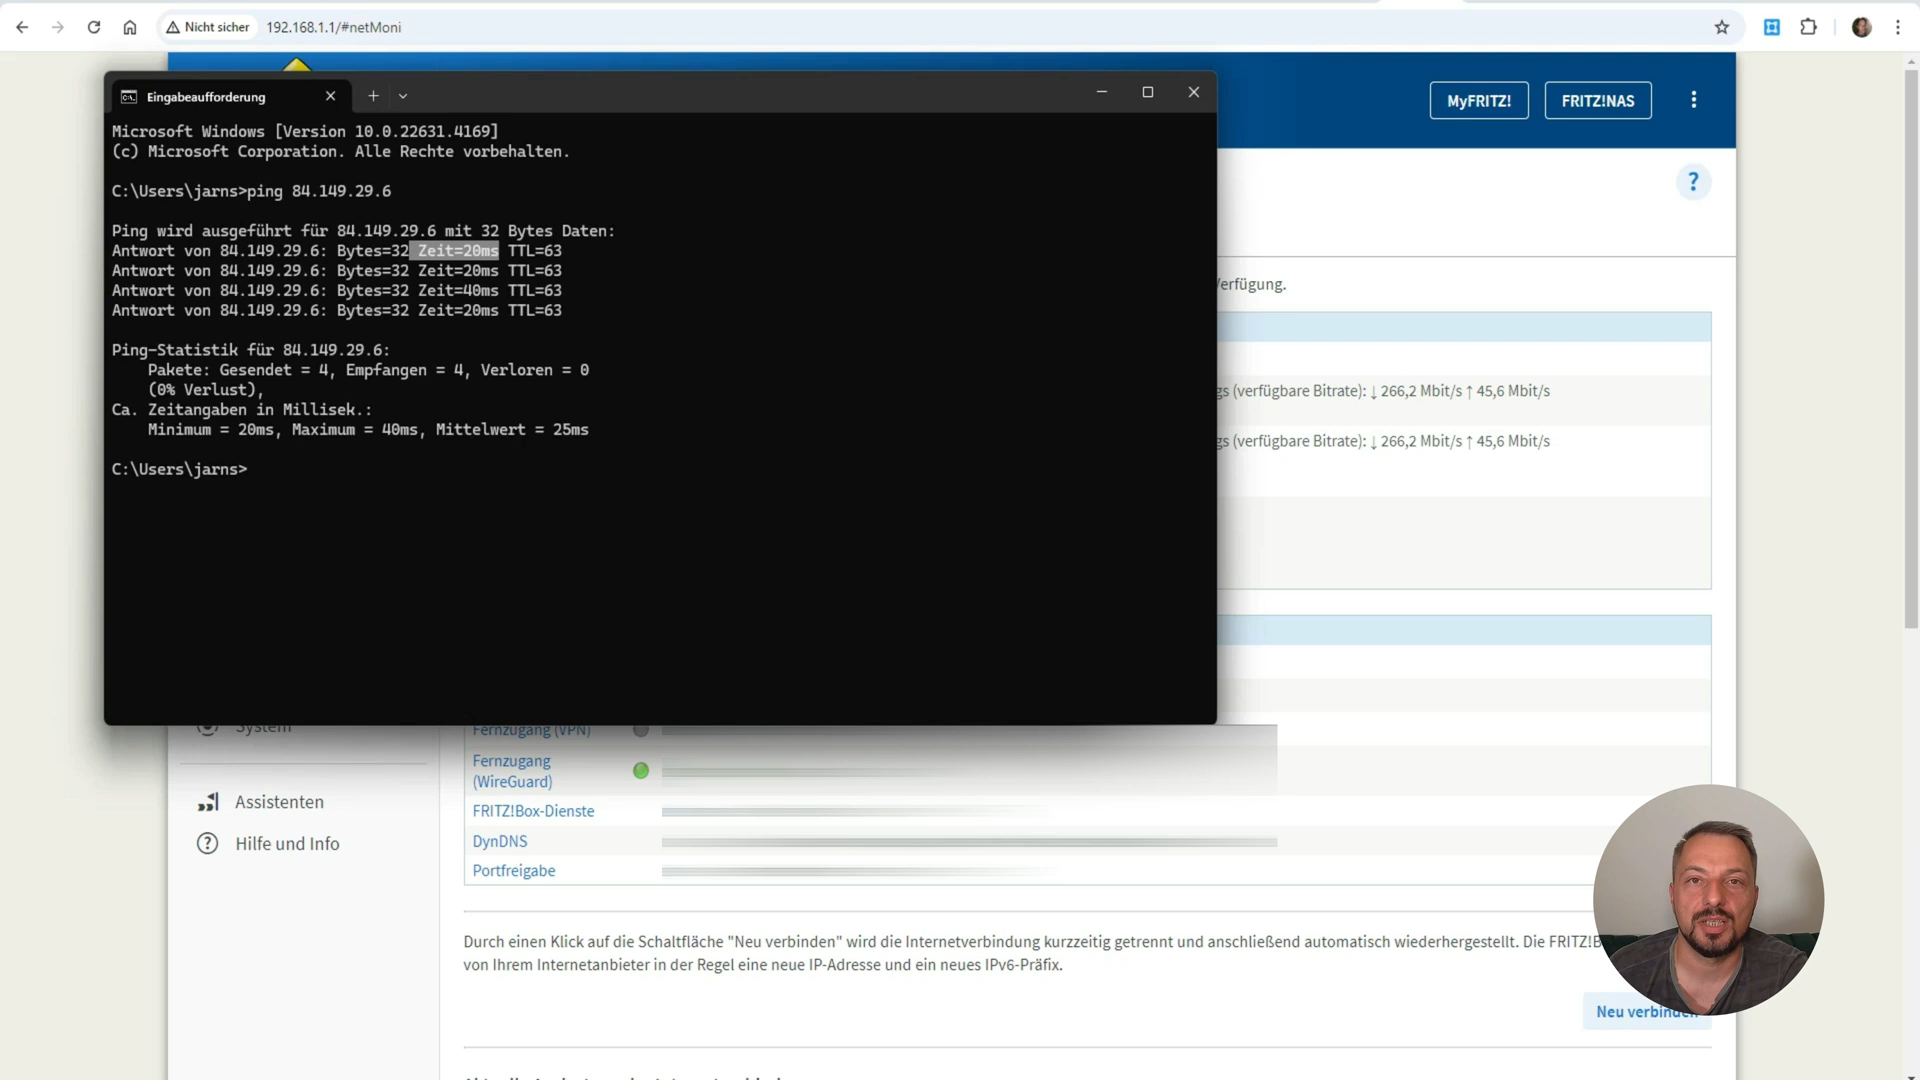 Nicht sicher
192.168.1.1/#netMoni
Eingabeaufforderung
Microsoft Windows [Version 10.0.22631.4169]
(c) Microsoft Corporation. Alle Rechte vorbehalten.
C:\Users\jarns>ping 84.149.29.6
Ping wird ausgeführt für 84.149.29.6 mit 32 Bytes Daten:
Antwort von 84.149.29.6: Bytes=32 Zeit=20ms TTL=63
Antwort von 84.149.29.6: Bytes=32 Zeit=20ms TTL=63
Antwort von 84.149.29.6: Bytes=32 Zeit=40ms TTL=63
Antwort von 84.149.29.6: Bytes=32 Zeit=20ms TTL=63
Ping-Statistik für 84.149.29.6:
Pakete: Gesendet = 4, Empfangen = 4, Verloren = 0
(0% Verlust),
Ca. Zeitangaben in Millisek.:
Minimum = 20ms, Maximum = 40ms, Mittelwert = 25ms
C:\Users\jarns>
MyFRITZ!
FRITZ!NAS
?
erfügung.
gs (verfügbare Bitrate): ↓ 266,2 Mbit/s ↑ 45,6 Mbit/s
gs (verfügbare Bitrate): ↓ 266,2 Mbit/s ↑ 45,6 Mbit/s
System
Assistenten
Hilfe und Info
Fernzugang (VPN)
Fernzugang
(WireGuard)
FRITZ!Box-Dienste
DynDNS
Portfreigabe
Durch einen Klick auf die Schaltfläche "Neu verbinden" wird die Internetverbindung kurzzeitig getrennt und anschließend automatisch wiederhergestellt. Die FRITZ!B
von Ihrem Internetanbieter in der Regel eine neue IP-Adresse und ein neues IPv6-Präfix.
Neu verbinden